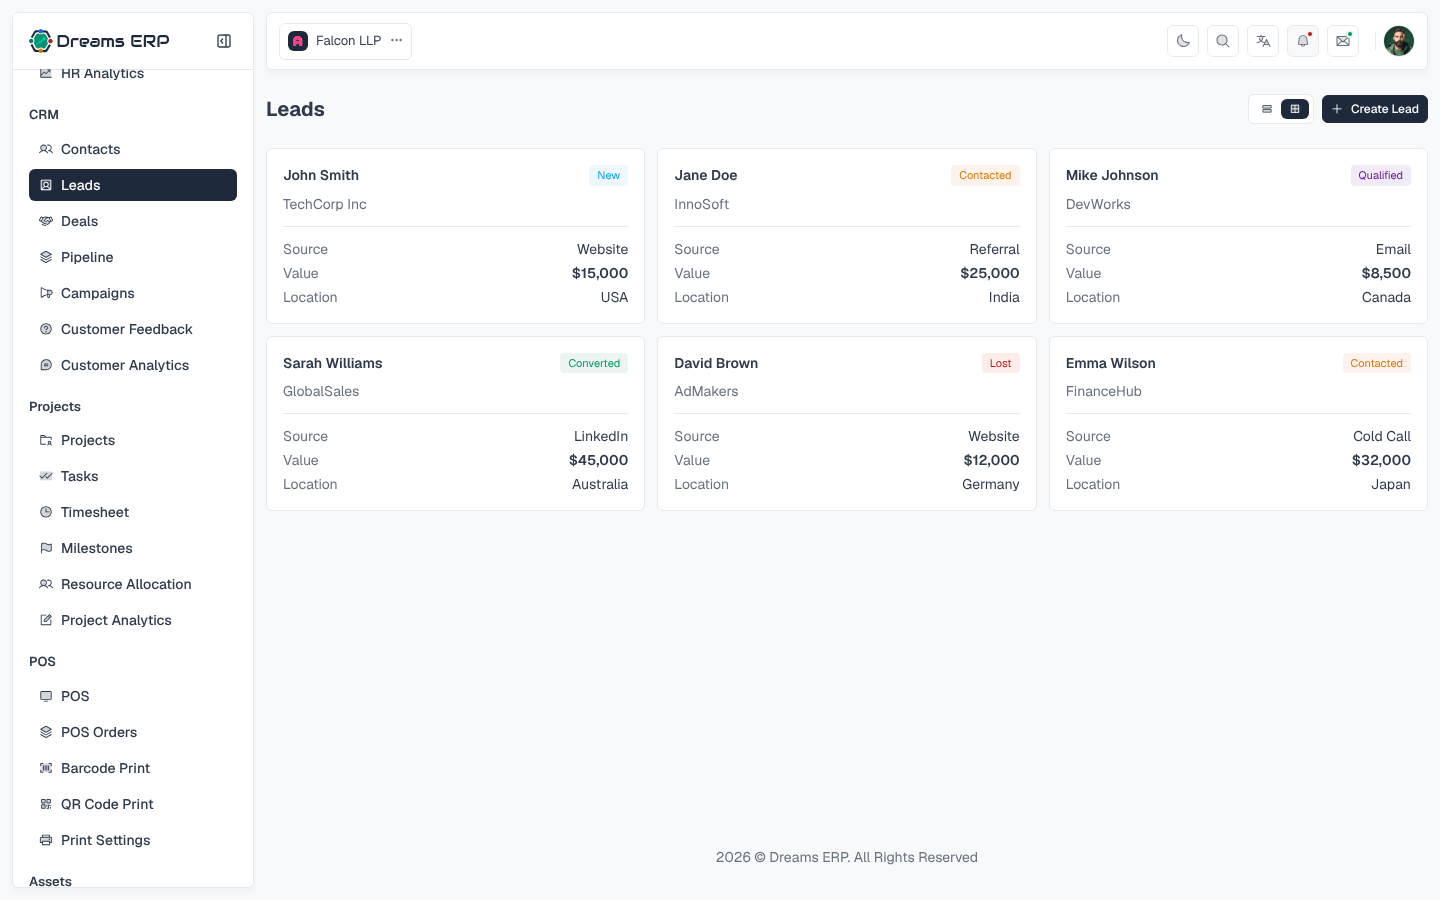 Dreams ERP
HR Analytics
CRM
Contacts
Leads
Deals
Pipeline
Campaigns
Customer Feedback
Customer Analytics
Projects
Projects
Tasks
Timesheet
Milestones
Resource Allocation
Project Analytics
POS
POS
POS Orders
Barcode Print
QR Code Print
Print Settings
Assets
Falcon LLP
Leads
Create Lead
John Smith New
TechCorp Inc
Source Website
Value $15,000
Location USA
Jane Doe Contacted
InnoSoft
Source Referral
Value $25,000
Location India
Mike Johnson Qualified
DevWorks
Source Email
Value $8,500
Location Canada
Sarah Williams Converted
GlobalSales
Source LinkedIn
Value $45,000
Location Australia
David Brown Lost
AdMakers
Source Website
Value $12,000
Location Germany
Emma Wilson Contacted
FinanceHub
Source Cold Call
Value $32,000
Location Japan
2026 © Dreams ERP. All Rights Reserved